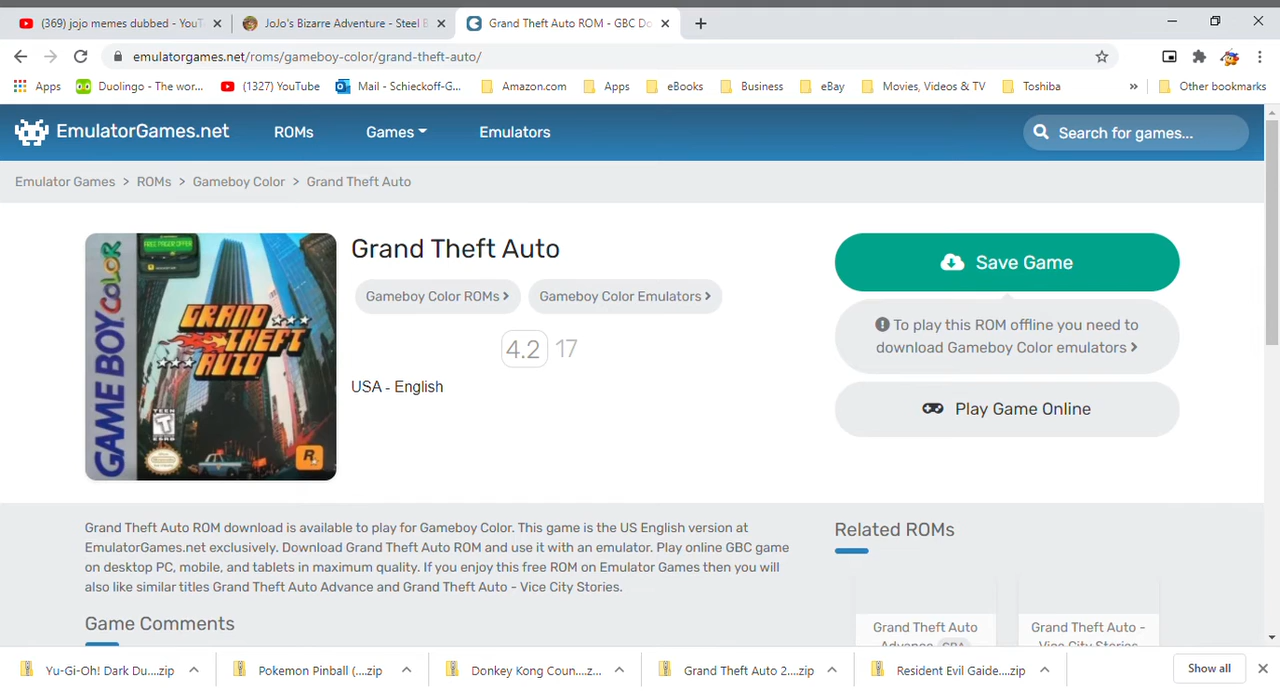 (369) jojo memes dubbed - YouT
JoJo's Bizarre Adventure - Steel B
Grand Theft Auto ROM - GBC Do
emulatorgames.net/roms/gameboy-color/grand-theft-auto/
Apps
Duolingo - The wor...
(1327) YouTube
Mail - Schieckoff-G...
Amazon.com
Apps
eBooks
Business
eBay
Movies, Videos & TV
Toshiba
»
Other bookmarks
EmulatorGames.net
ROMs
Games
Emulators
Search for games...
Emulator Games > ROMs > Gameboy Color > Grand Theft Auto
GAME BOY COLOR
FREE PAGER OFFER
GRAND
THEFT
AUTO
TEEN
T
ESRB
R
Grand Theft Auto
Gameboy Color ROMs >
Gameboy Color Emulators >
4.2 17
USA - English
Save Game
To play this ROM offline you need to
download Gameboy Color emulators >
Play Game Online
Grand Theft Auto ROM download is available to play for Gameboy Color. This game is the US English version at
EmulatorGames.net exclusively. Download Grand Theft Auto ROM and use it with an emulator. Play online GBC game
on desktop PC, mobile, and tablets in maximum quality. If you enjoy this free ROM on Emulator Games then you will
also like similar titles Grand Theft Auto Advance and Grand Theft Auto - Vice City Stories.
Game Comments
Related ROMs
Grand Theft Auto
Advance GBA
Grand Theft Auto -
Vice City Stories
Yu-Gi-Oh! Dark Du....zip
Pokemon Pinball (....zip
Donkey Kong Coun....z...
Grand Theft Auto 2....zip
Resident Evil Gaide....zip
Show all